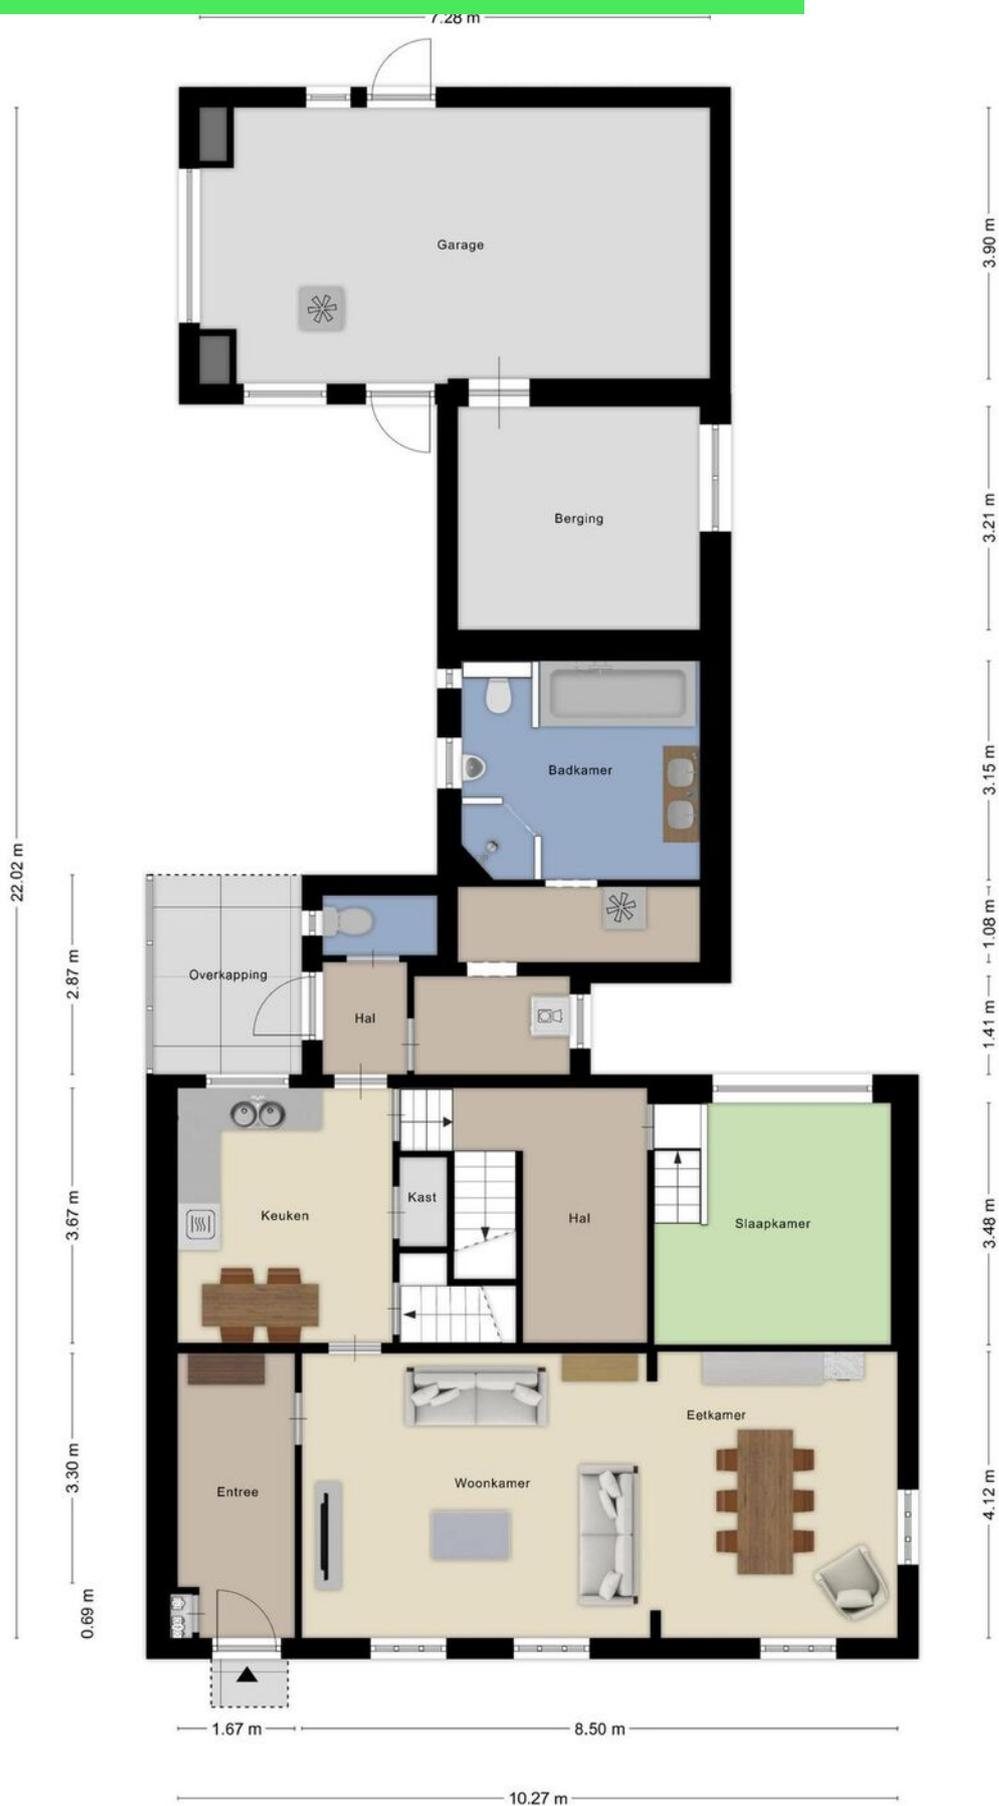 7.28 m
Garage
3.90 m
Berging
3.21 m
Badkamer
3.15 m
22.02 m
1.08 m
Overkapping
2.87 m
Hal
1.41 m
Keuken
Kast
Hal
Slaapkamer
3.67 m
3.48 m
Eetkamer
Woonkamer
Entree
3.30 m
4.12 m
0.69 m
1.67 m
8.50 m
10.27 m